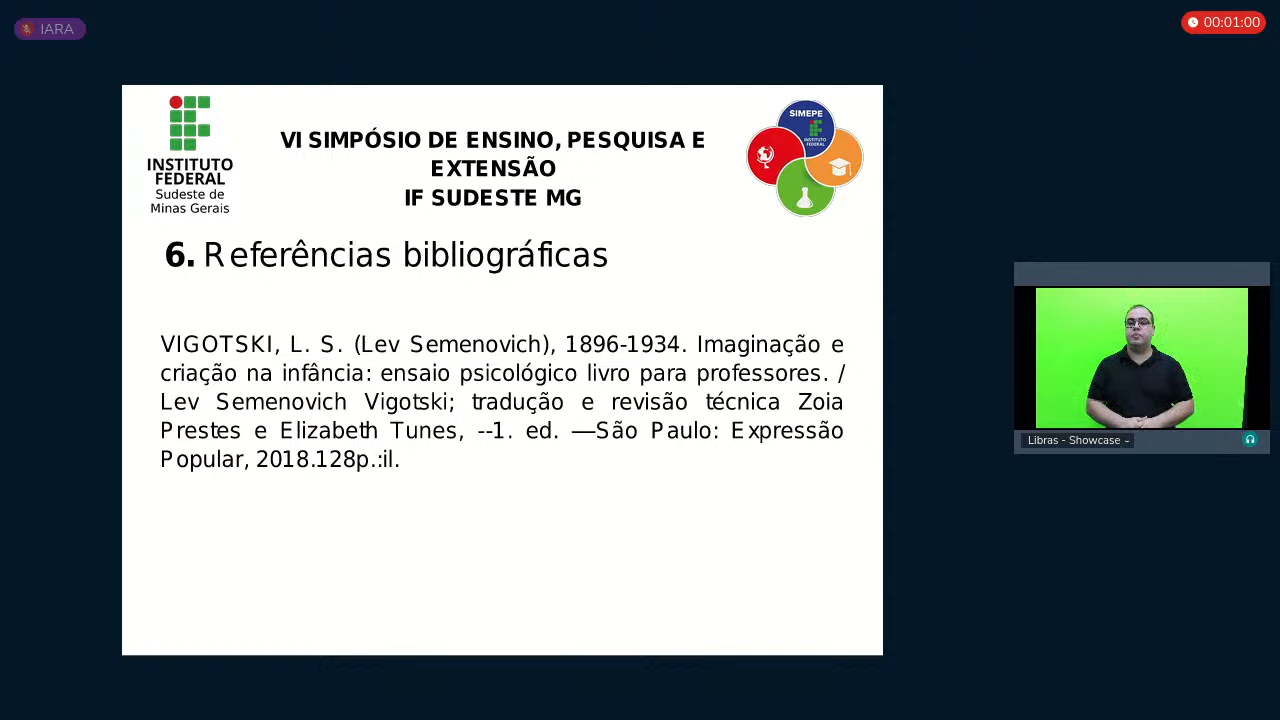 IARA
00:01:00
INSTITUTO
FEDERAL
Sudeste de
Minas Gerais
VI SIMPÓSIO DE ENSINO, PESQUISA E
EXTENSÃO
IF SUDESTE MG
SIMEPE
INSTITUTO
FEDERAL
6. Referências bibliográficas
VIGOTSKI, L. S. (Lev Semenovich), 1896-1934. Imaginação e
criação na infância: ensaio psicológico livro para professores. /
Lev Semenovich Vigotski; tradução e revisão técnica Zoia
Prestes e Elizabeth Tunes, --1. ed. —São Paulo: Expressão
Popular, 2018.128p.:il.
Libras - Showcase